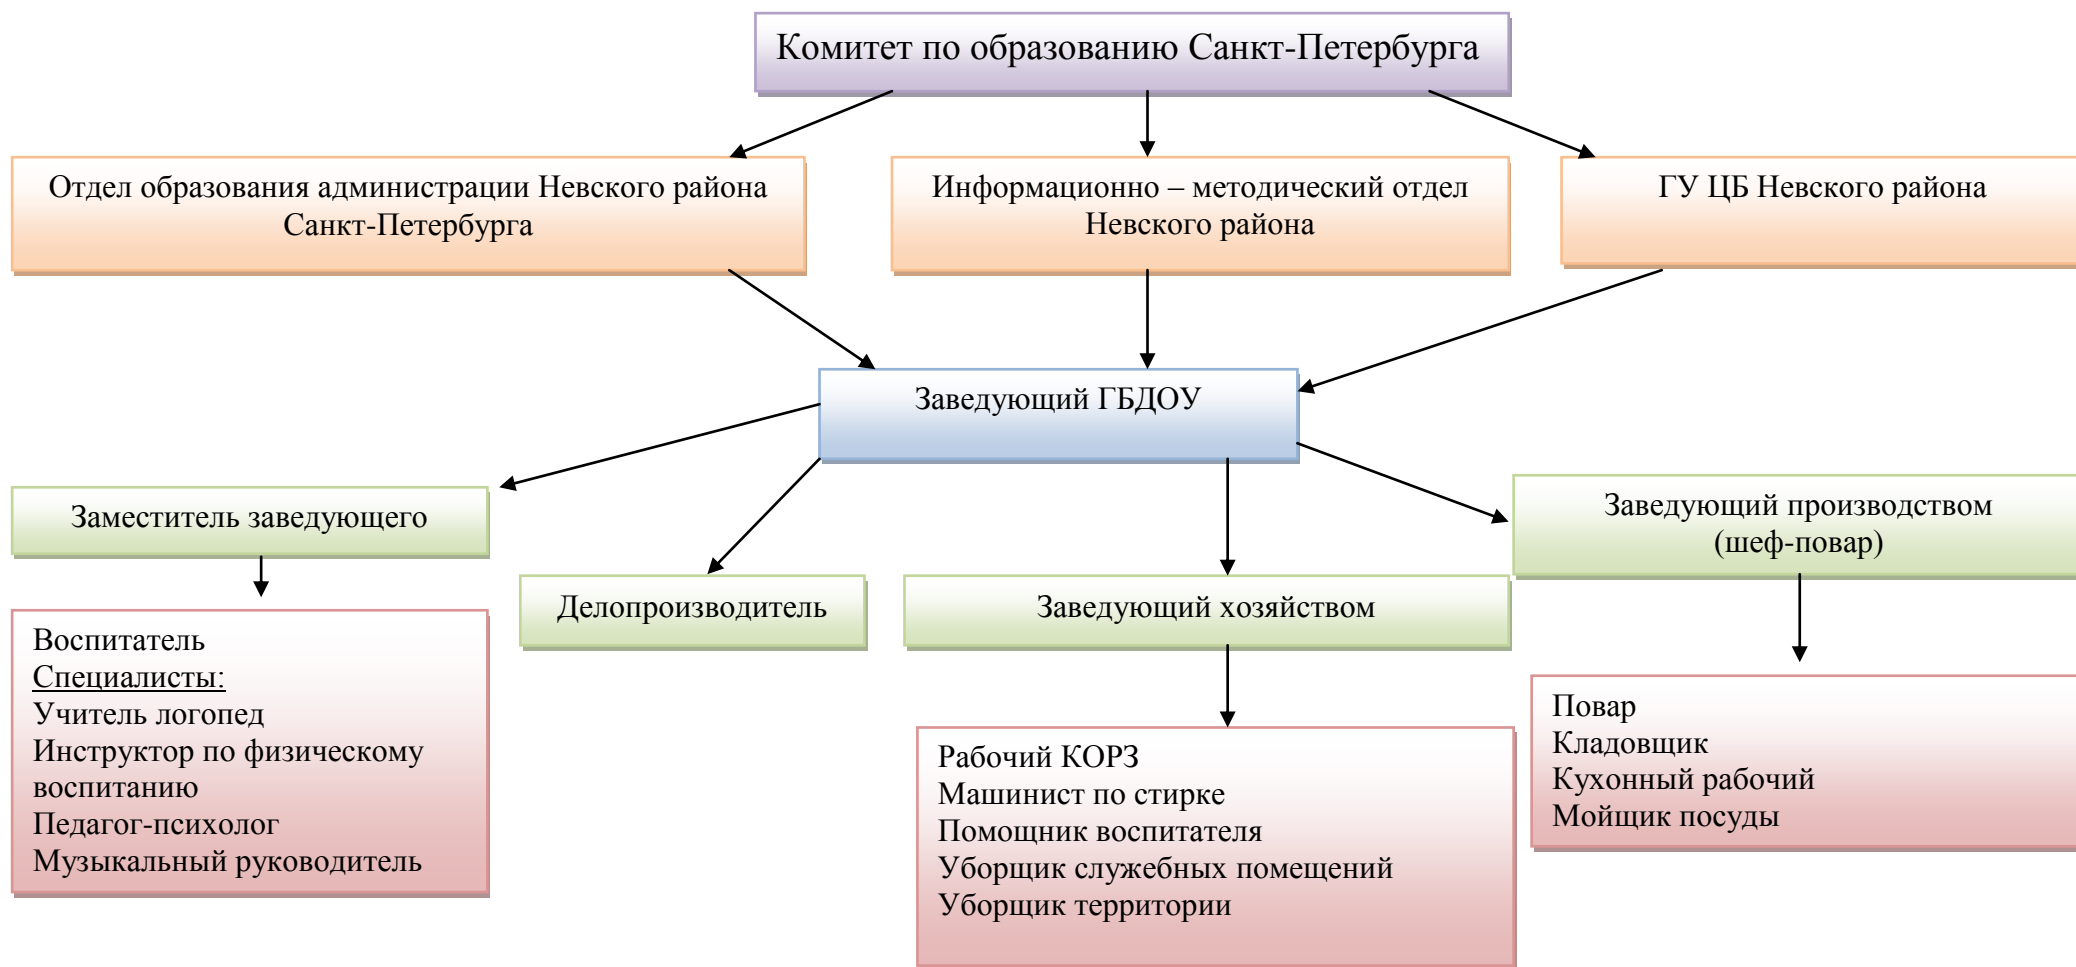 Комитет по образованию Санкт-Петербурга
Отдел образования администрации Невского района
Санкт-Петербурга
Информационно – методический отдел
Невского района
ГУ ЦБ Невского района
Заведующий ГБДОУ
Заместитель заведующего
Делопроизводитель
Заведующий хозяйством
Заведующий производством
(шеф-повар)
Воспитатель
Специалисты:
Учитель логопед
Инструктор по физическому
воспитанию
Педагог-психолог
Музыкальный руководитель
Рабочий КОРЗ
Машинист по стирке
Помощник воспитателя
Уборщик служебных помещений
Уборщик территории
Повар
Кладовщик
Кухонный рабочий
Мойщик посуды